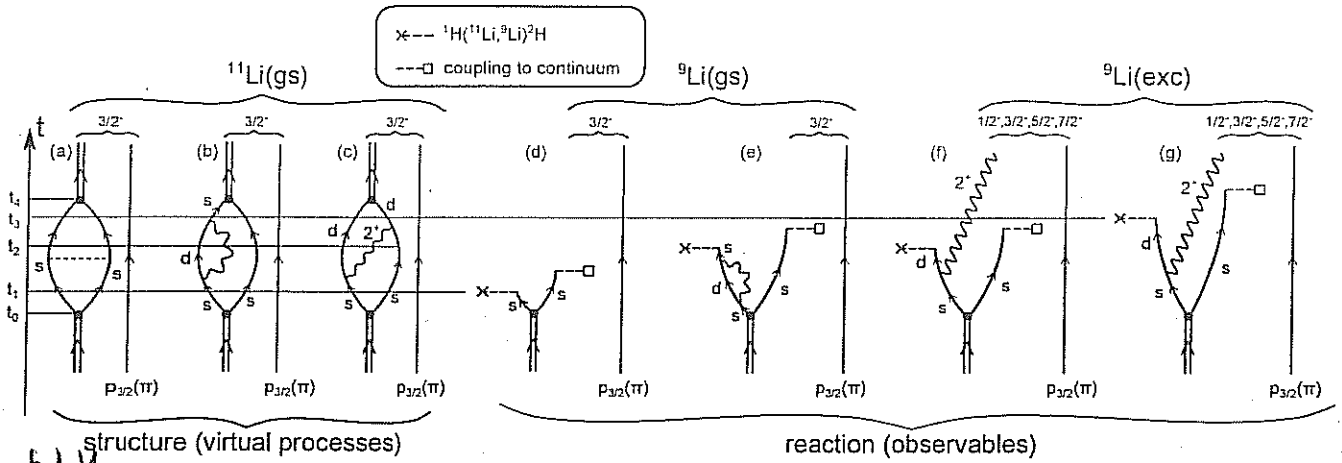 ¹H(¹¹Li,⁹Li)²H
coupling to continuum
¹¹Li(gs)
⁹Li(gs)
⁹Li(exc)
t
3/2⁻
3/2⁻
3/2⁻
3/2⁻
3/2⁻
1/2⁻,3/2⁻,5/2⁻,7/2⁻
1/2⁻,3/2⁻,5/2⁻,7/2⁻
(a)
(b)
(c)
(d)
(e)
(f)
(g)
t₄
t₃
t₂
t₁
t₀
s
s
s
d
s
s
d
d
2⁺
s
s
s
s
s
d
s
s
2⁺
d
s
s
2⁺
d
s
s
p₃/₂(π)
p₃/₂(π)
p₃/₂(π)
p₃/₂(π)
p₃/₂(π)
p₃/₂(π)
p₃/₂(π)
structure (virtual processes)
reaction (observables)